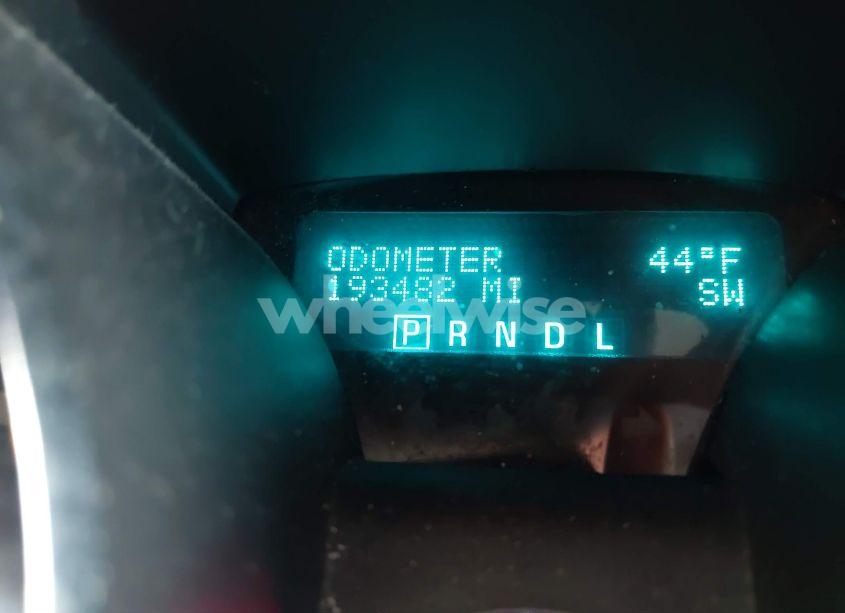 ODOMETER 44°F
193482 MI SW
wheelwise
P R N D L